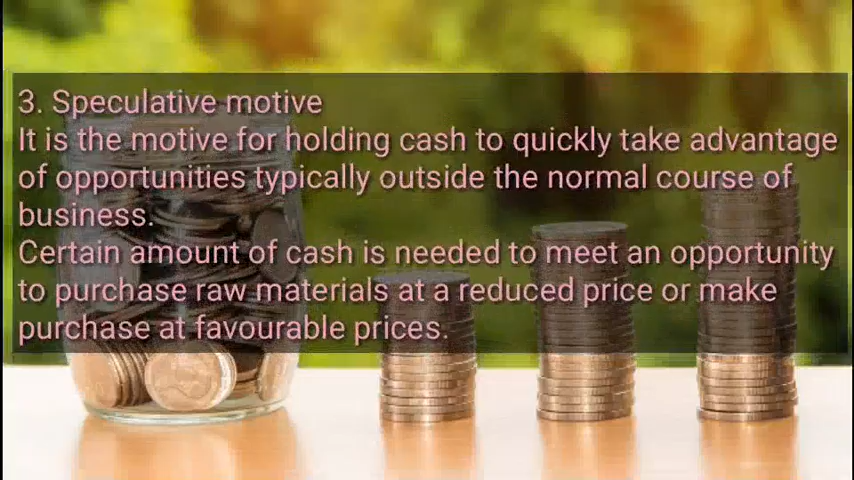 3. Speculative motive
It is the motive for holding cash to quickly take advantage
of opportunities typically outside the normal course of
business.
Certain amount of cash is needed to meet an opportunity
to purchase raw materials at a reduced price or make
purchase at favourable prices.